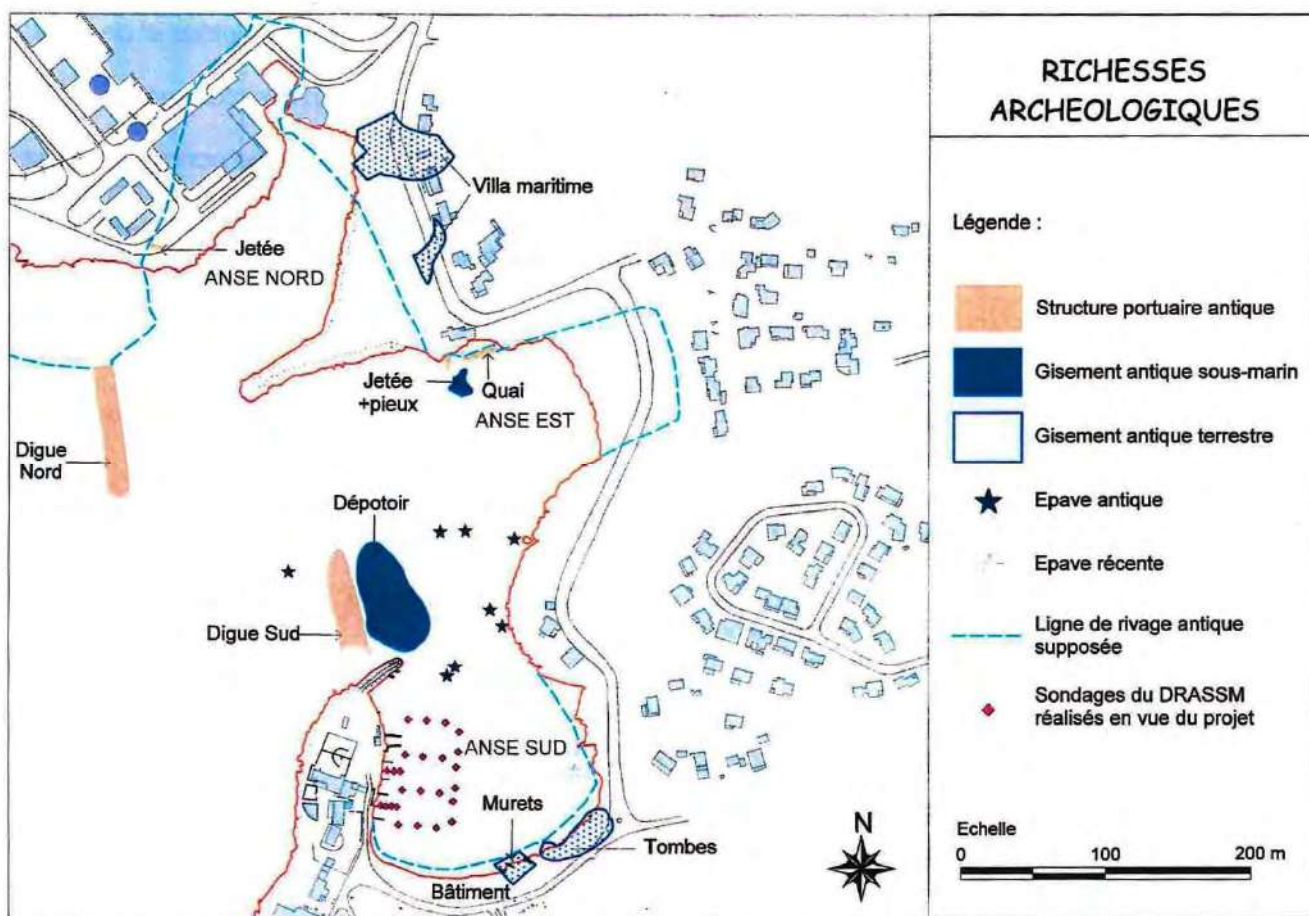 RICHESSES
ARCHEOLOGIQUES
Légende :
Structure portuaire antique
Gisement antique sous-marin
Gisement antique terrestre
Epave antique
Epave récente
Ligne de rivage antique
supposée
Sondages du DRASSM
réalisés en vue du projet
Echelle
0 100 200 m
Villa maritime
Jetée
ANSE NORD
Jetée
+pieux
Quai
ANSE EST
Digue
Nord
Dépotoir
Digue Sud
ANSE SUD
Murets
Tombes
Bâtiment
N